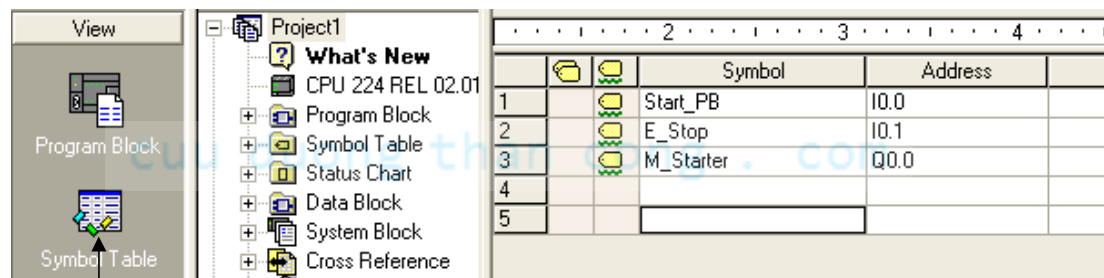 View
Program Block
Symbol Table
Project1
What's New
CPU 224 REL 02.01
Program Block
Symbol Table
Status Chart
Data Block
System Block
Cross Reference
2 3 4
Symbol Address
1 Start_PB I0.0
2 E_Stop I0.1
3 M_Starter Q0.0
4
5
cuu duong than cong . com